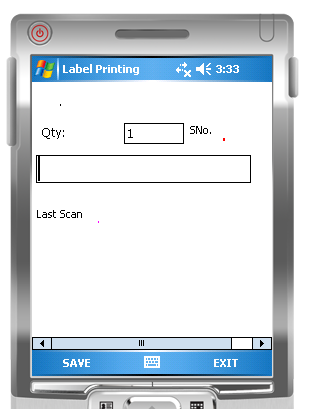 Label Printing 3:33
.
Qty: 1 SNo. .
Last Scan .
SAVE EXIT